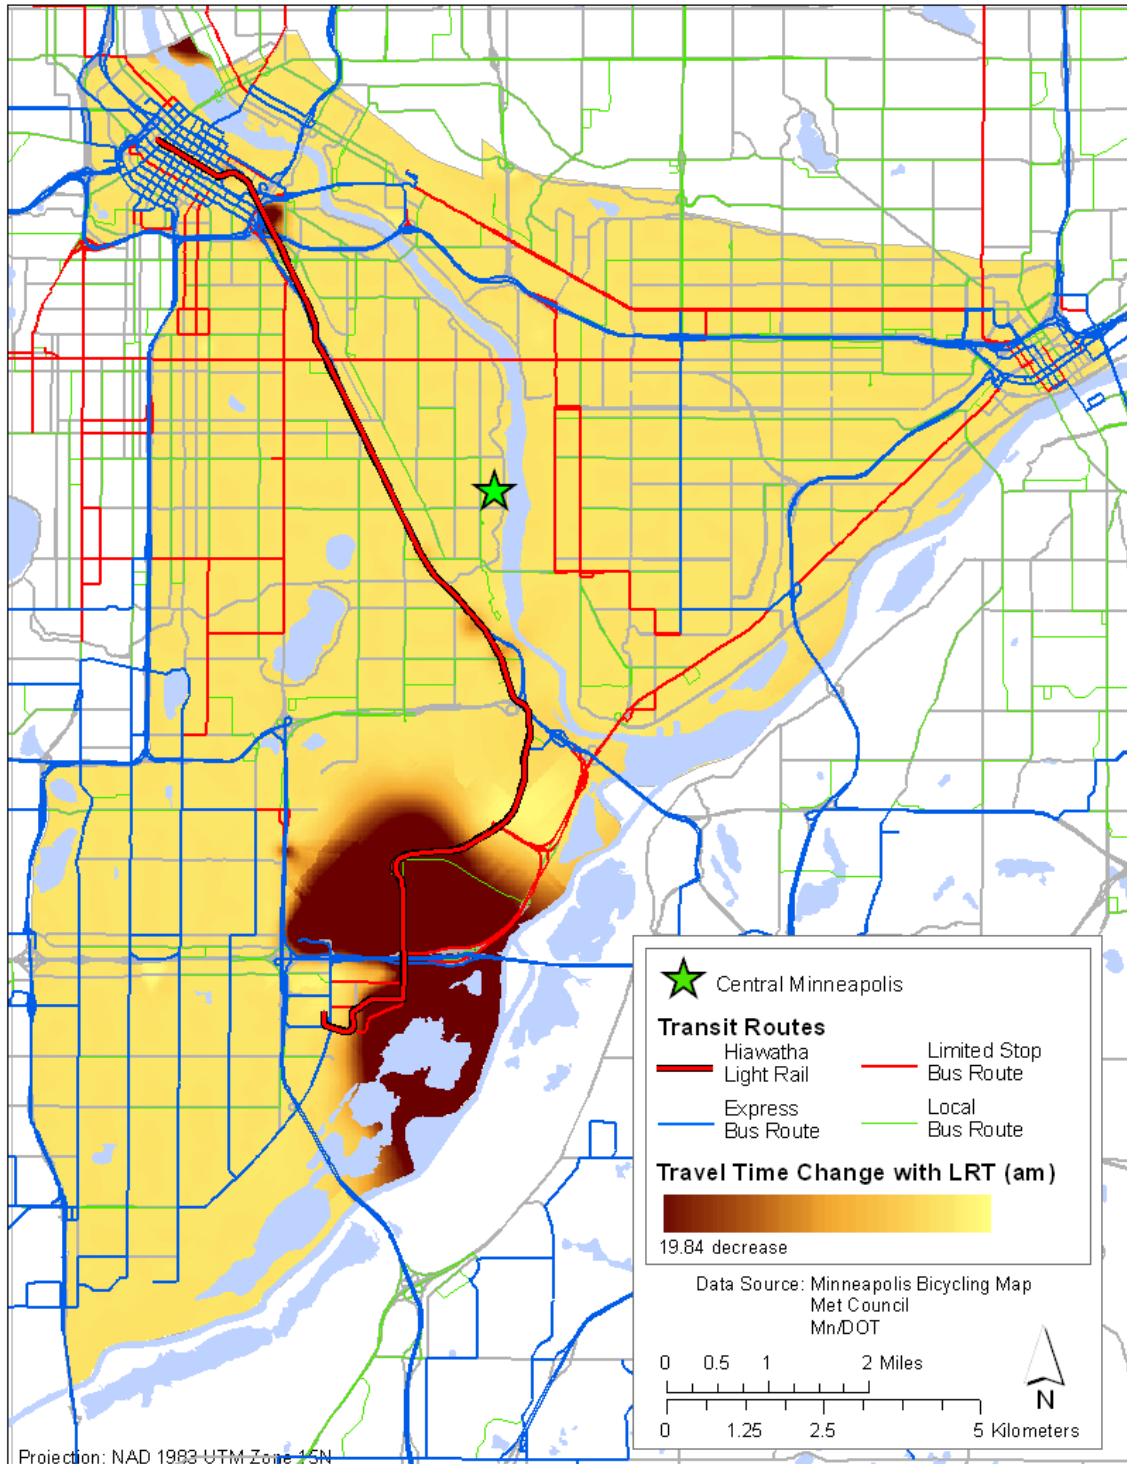 Central Minneapolis
Transit Routes
Hiawatha
Light Rail
Limited Stop
Bus Route
Express
Bus Route
Local
Bus Route
Travel Time Change with LRT (am)
19.84 decrease
Data Source: Minneapolis Bicycling Map
Met Council
Mn/DOT
0 0.5 1 2 Miles
0 1.25 2.5 5 Kilometers
N
Projection: NAD 1983 UTM Zone 15N